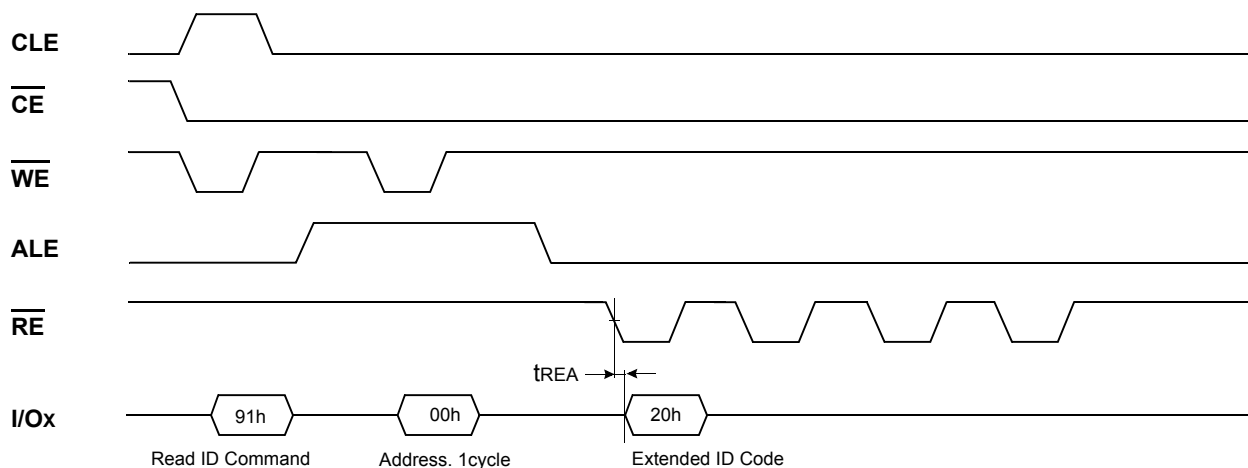 CLE
CE
WE
ALE
RE
tREA
I/Ox
91h
00h
20h
Read ID Command
Address. 1cycle
Extended ID Code